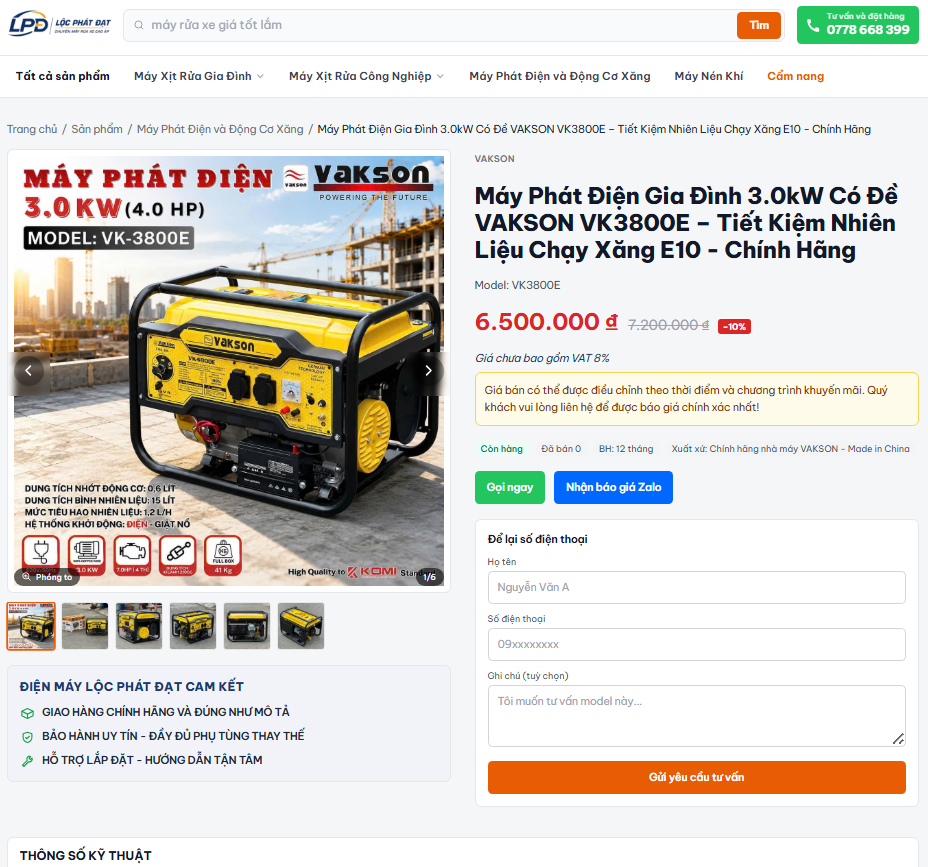 LPD LỘC PHÁT ĐẠT
CHUYÊN MÁY RỬA XE CAO ÁP
máy rửa xe giá tốt lắm
Tìm
Tư vấn và đặt hàng
0778 668 399
Tất cả sản phẩm
Máy Xịt Rửa Gia Đình
Máy Xịt Rửa Công Nghiệp
Máy Phát Điện và Động Cơ Xăng
Máy Nén Khí
Cẩm nang
Trang chủ / Sản phẩm / Máy Phát Điện và Động Cơ Xăng / Máy Phát Điện Gia Đình 3.0kW Có Đề VAKSON VK3800E – Tiết Kiệm Nhiên Liệu Chạy Xăng E10 - Chính Hãng
MÁY PHÁT ĐIỆN
3.0 KW (4.0 HP)
MODEL: VK-3800E
vakson
Vakson
POWERING THE FUTURE
Vakson
VK-3800E
GERMAN TECHNOLOGY
DUNG TÍCH NHỚT ĐỘNG CƠ: 0,6 LÍT
DUNG TÍCH BÌNH NHIÊN LIỆU: 15 LÍT
MỨC TIÊU HAO NHIÊN LIỆU: 1,2 L/H
HỆ THỐNG KHỞI ĐỘNG: ĐIỆN - GIẬT NỔ
3.0 KW
7.0HP | 4 THÌ
FULL BOX
41 Kg
High Quality to KOMI Standard
Phóng to
1/6
ĐIỆN MÁY LỘC PHÁT ĐẠT CAM KẾT
GIAO HÀNG CHÍNH HÃNG VÀ ĐÚNG NHƯ MÔ TẢ
BẢO HÀNH UY TÍN - ĐẦY ĐỦ PHỤ TÙNG THAY THẾ
HỖ TRỢ LẮP ĐẶT - HƯỚNG DẪN TẬN TÂM
VAKSON
Máy Phát Điện Gia Đình 3.0kW Có Đề
VAKSON VK3800E – Tiết Kiệm Nhiên
Liệu Chạy Xăng E10 - Chính Hãng
Model: VK3800E
6.500.000 ₫ 7.200.000 ₫ -10%
Giá chưa bao gồm VAT 8%
Giá bán có thể được điều chỉnh theo thời điểm và chương trình khuyến mãi. Quý
khách vui lòng liên hệ để được báo giá chính xác nhất!
Còn hàng
Đã bán 0
BH: 12 tháng
Xuất xứ: Chính hãng nhà máy VAKSON - Made in China
Gọi ngay
Nhận báo giá Zalo
Để lại số điện thoại
Họ tên
Nguyễn Văn A
Số điện thoại
09xxxxxxxx
Ghi chú (tuỳ chọn)
Tôi muốn tư vấn model này...
Gửi yêu cầu tư vấn
THÔNG SỐ KỸ THUẬT